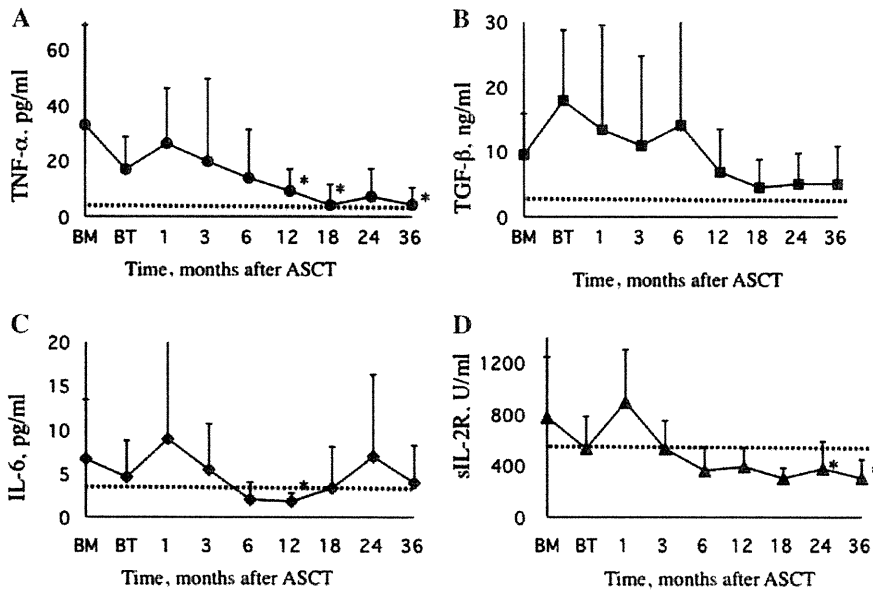 A
TNF-α. pg/ml
60
40
20
0
BM BT 1 3 6 12 18 24 36
* * *
Time, months after ASCT
B
TGF-β. ng/ml
30
20
10
0
BM BT 1 3 6 12 18 24 36
Time, months after ASCT
C
IL-6, pg/ml
20
15
10
5
0
BM BT 1 3 6 12 18 24 36
*
Time, months after ASCT
D
sIL-2R. U/ml
1200
800
400
0
BM BT 1 3 6 12 18 24 36
* *
Time, months after ASCT